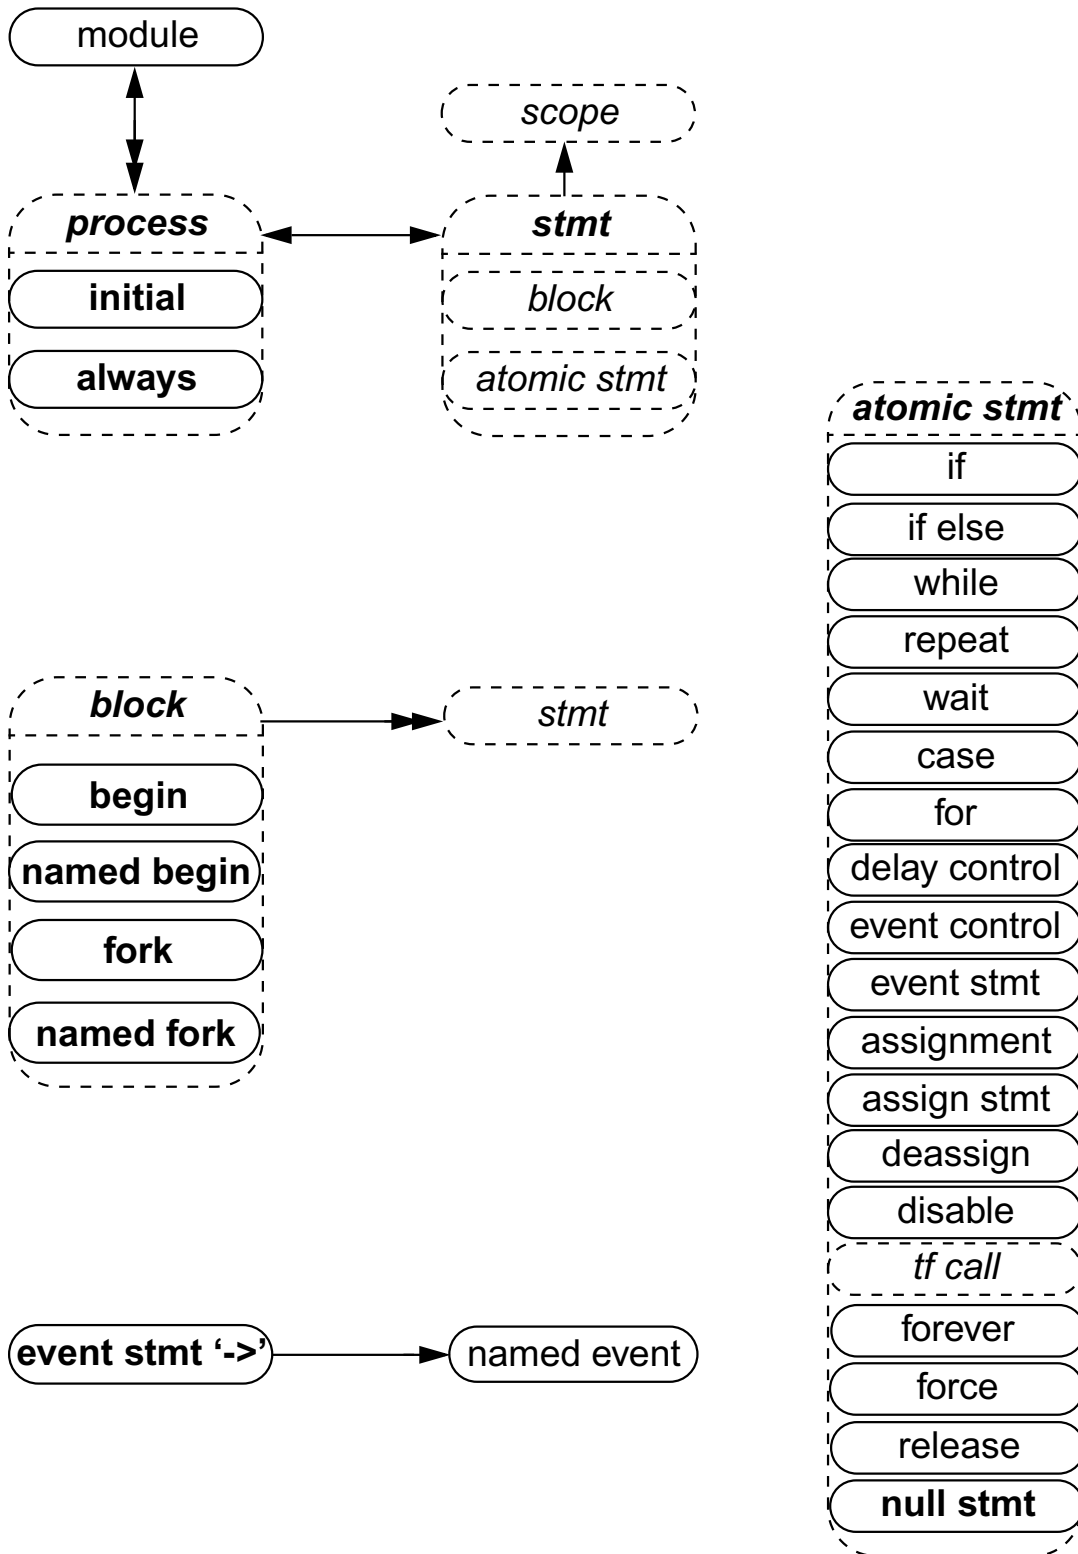 module
scope
process
stmt
initial
block
always
atomic stmt
atomic stmt
if
if else
while
repeat
block
stmt
wait
case
begin
for
named begin
delay control
event control
fork
event stmt
named fork
assignment
assign stmt
deassign
disable
tf call
forever
event stmt ‘->’
named event
force
release
null stmt